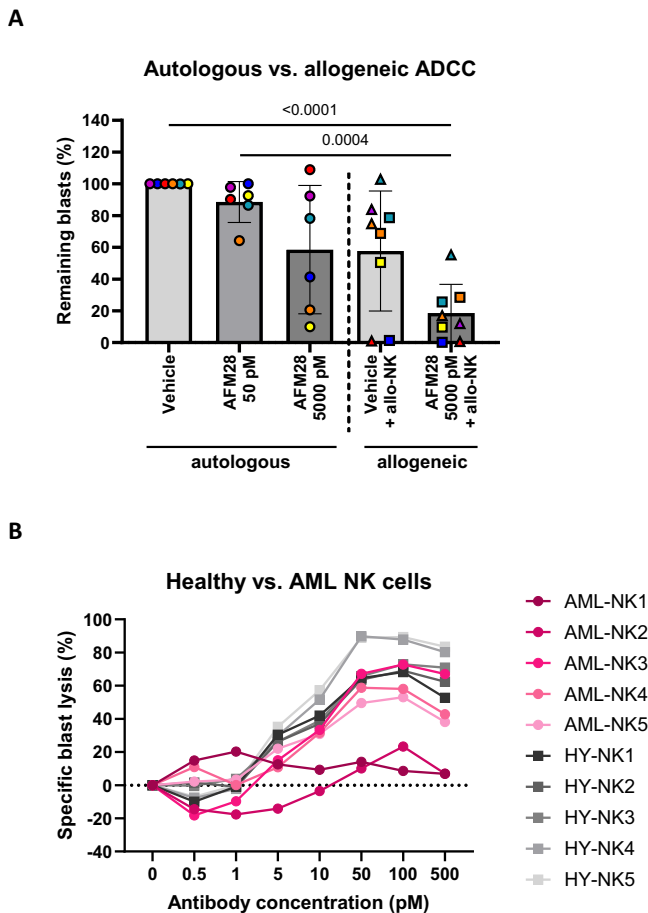 A
Autologous vs. allogeneic ADCC
<0.0001
0.0004
Remaining blasts (%)
140
120
100
80
60
40
20
0
Vehicle
AFM28
50 pM
AFM28
5000 pM
Vehicle
+ allo-NK
AFM28
5000 pM
+ allo-NK
autologous
allogeneic
B
Healthy vs. AML NK cells
Specific blast lysis (%)
100
80
60
40
20
0
-20
-40
0 0.5 1 5 10 50 100 500
Antibody concentration (pM)
AML-NK1
AML-NK2
AML-NK3
AML-NK4
AML-NK5
HY-NK1
HY-NK2
HY-NK3
HY-NK4
HY-NK5